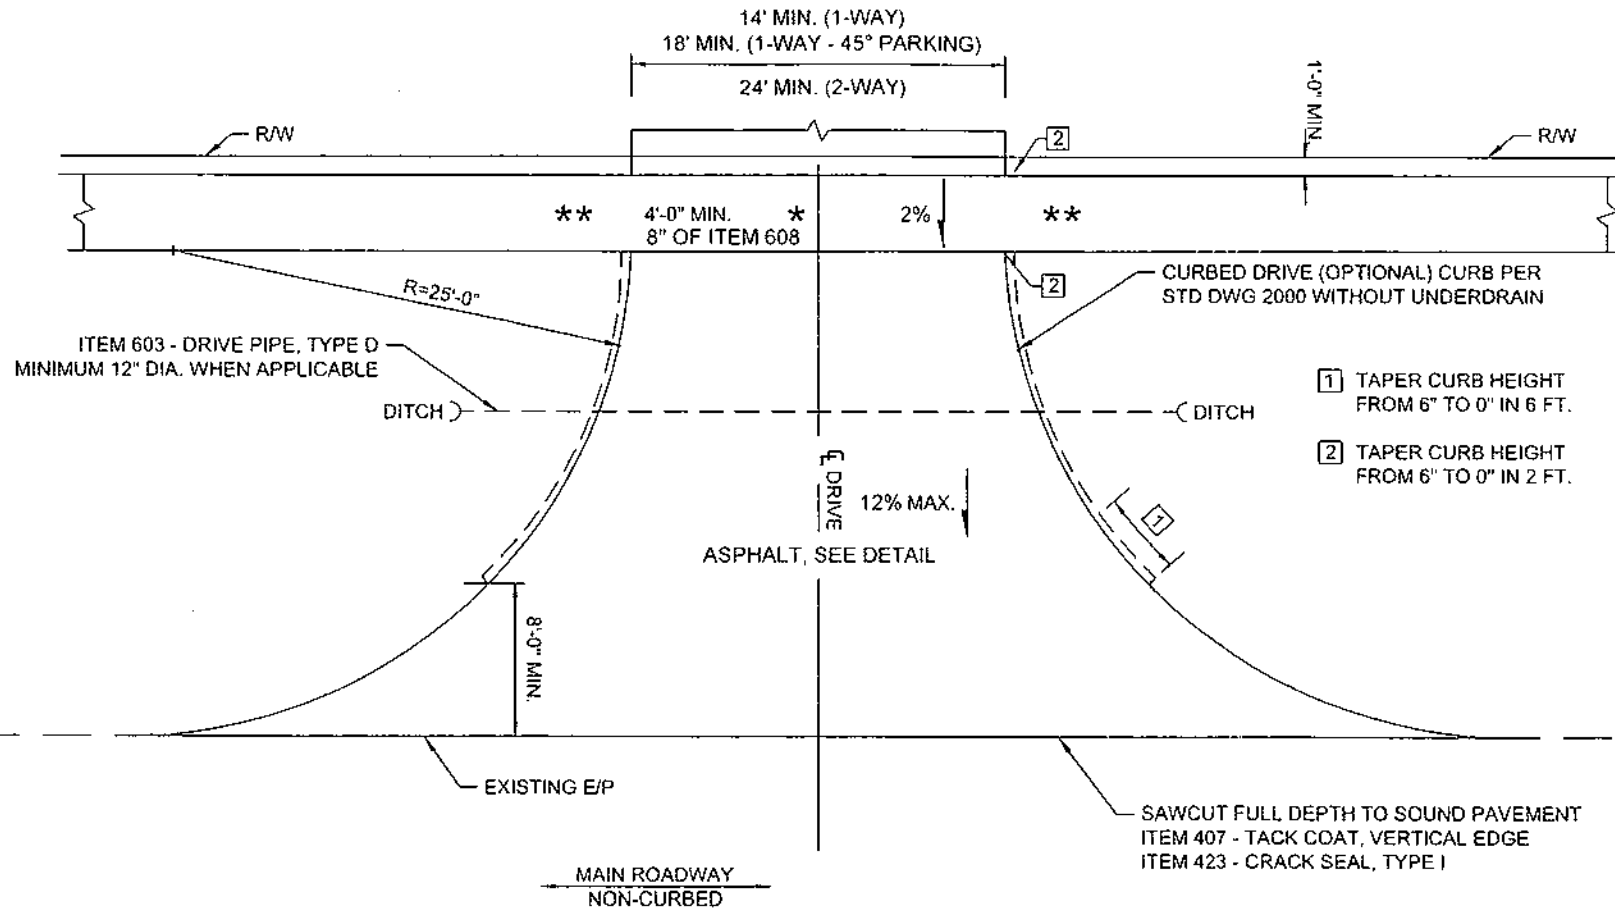 14' MIN. (1-WAY)
18' MIN. (1-WAY - 45° PARKING)
24' MIN. (2-WAY)
1'-0" MIN
R/W
2
R/W
**
4'-0" MIN.
8" OF ITEM 608
*
2%
**
R=25'-0"
2
CURBED DRIVE (OPTIONAL) CURB PER
STD DWG 2000 WITHOUT UNDERDRAIN
ITEM 603 - DRIVE PIPE, TYPE D
MINIMUM 12" DIA. WHEN APPLICABLE
1 TAPER CURB HEIGHT
FROM 6" TO 0" IN 6 FT.
DITCH
DITCH
2 TAPER CURB HEIGHT
FROM 6" TO 0" IN 2 FT.
℄ DRIVE
12% MAX.
1
ASPHALT, SEE DETAIL
8'-0" MIN.
EXISTING E/P
SAWCUT FULL DEPTH TO SOUND PAVEMENT
ITEM 407 - TACK COAT, VERTICAL EDGE
ITEM 423 - CRACK SEAL, TYPE I
MAIN ROADWAY
NON-CURBED